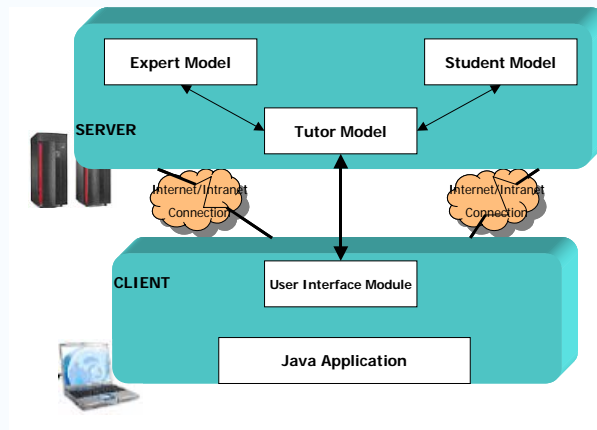 Expert Model
Student Model
Tutor Model
SERVER
Internet/Intranet
Connection
Internet/Intranet
Connection
CLIENT
User Interface Module
Java Application